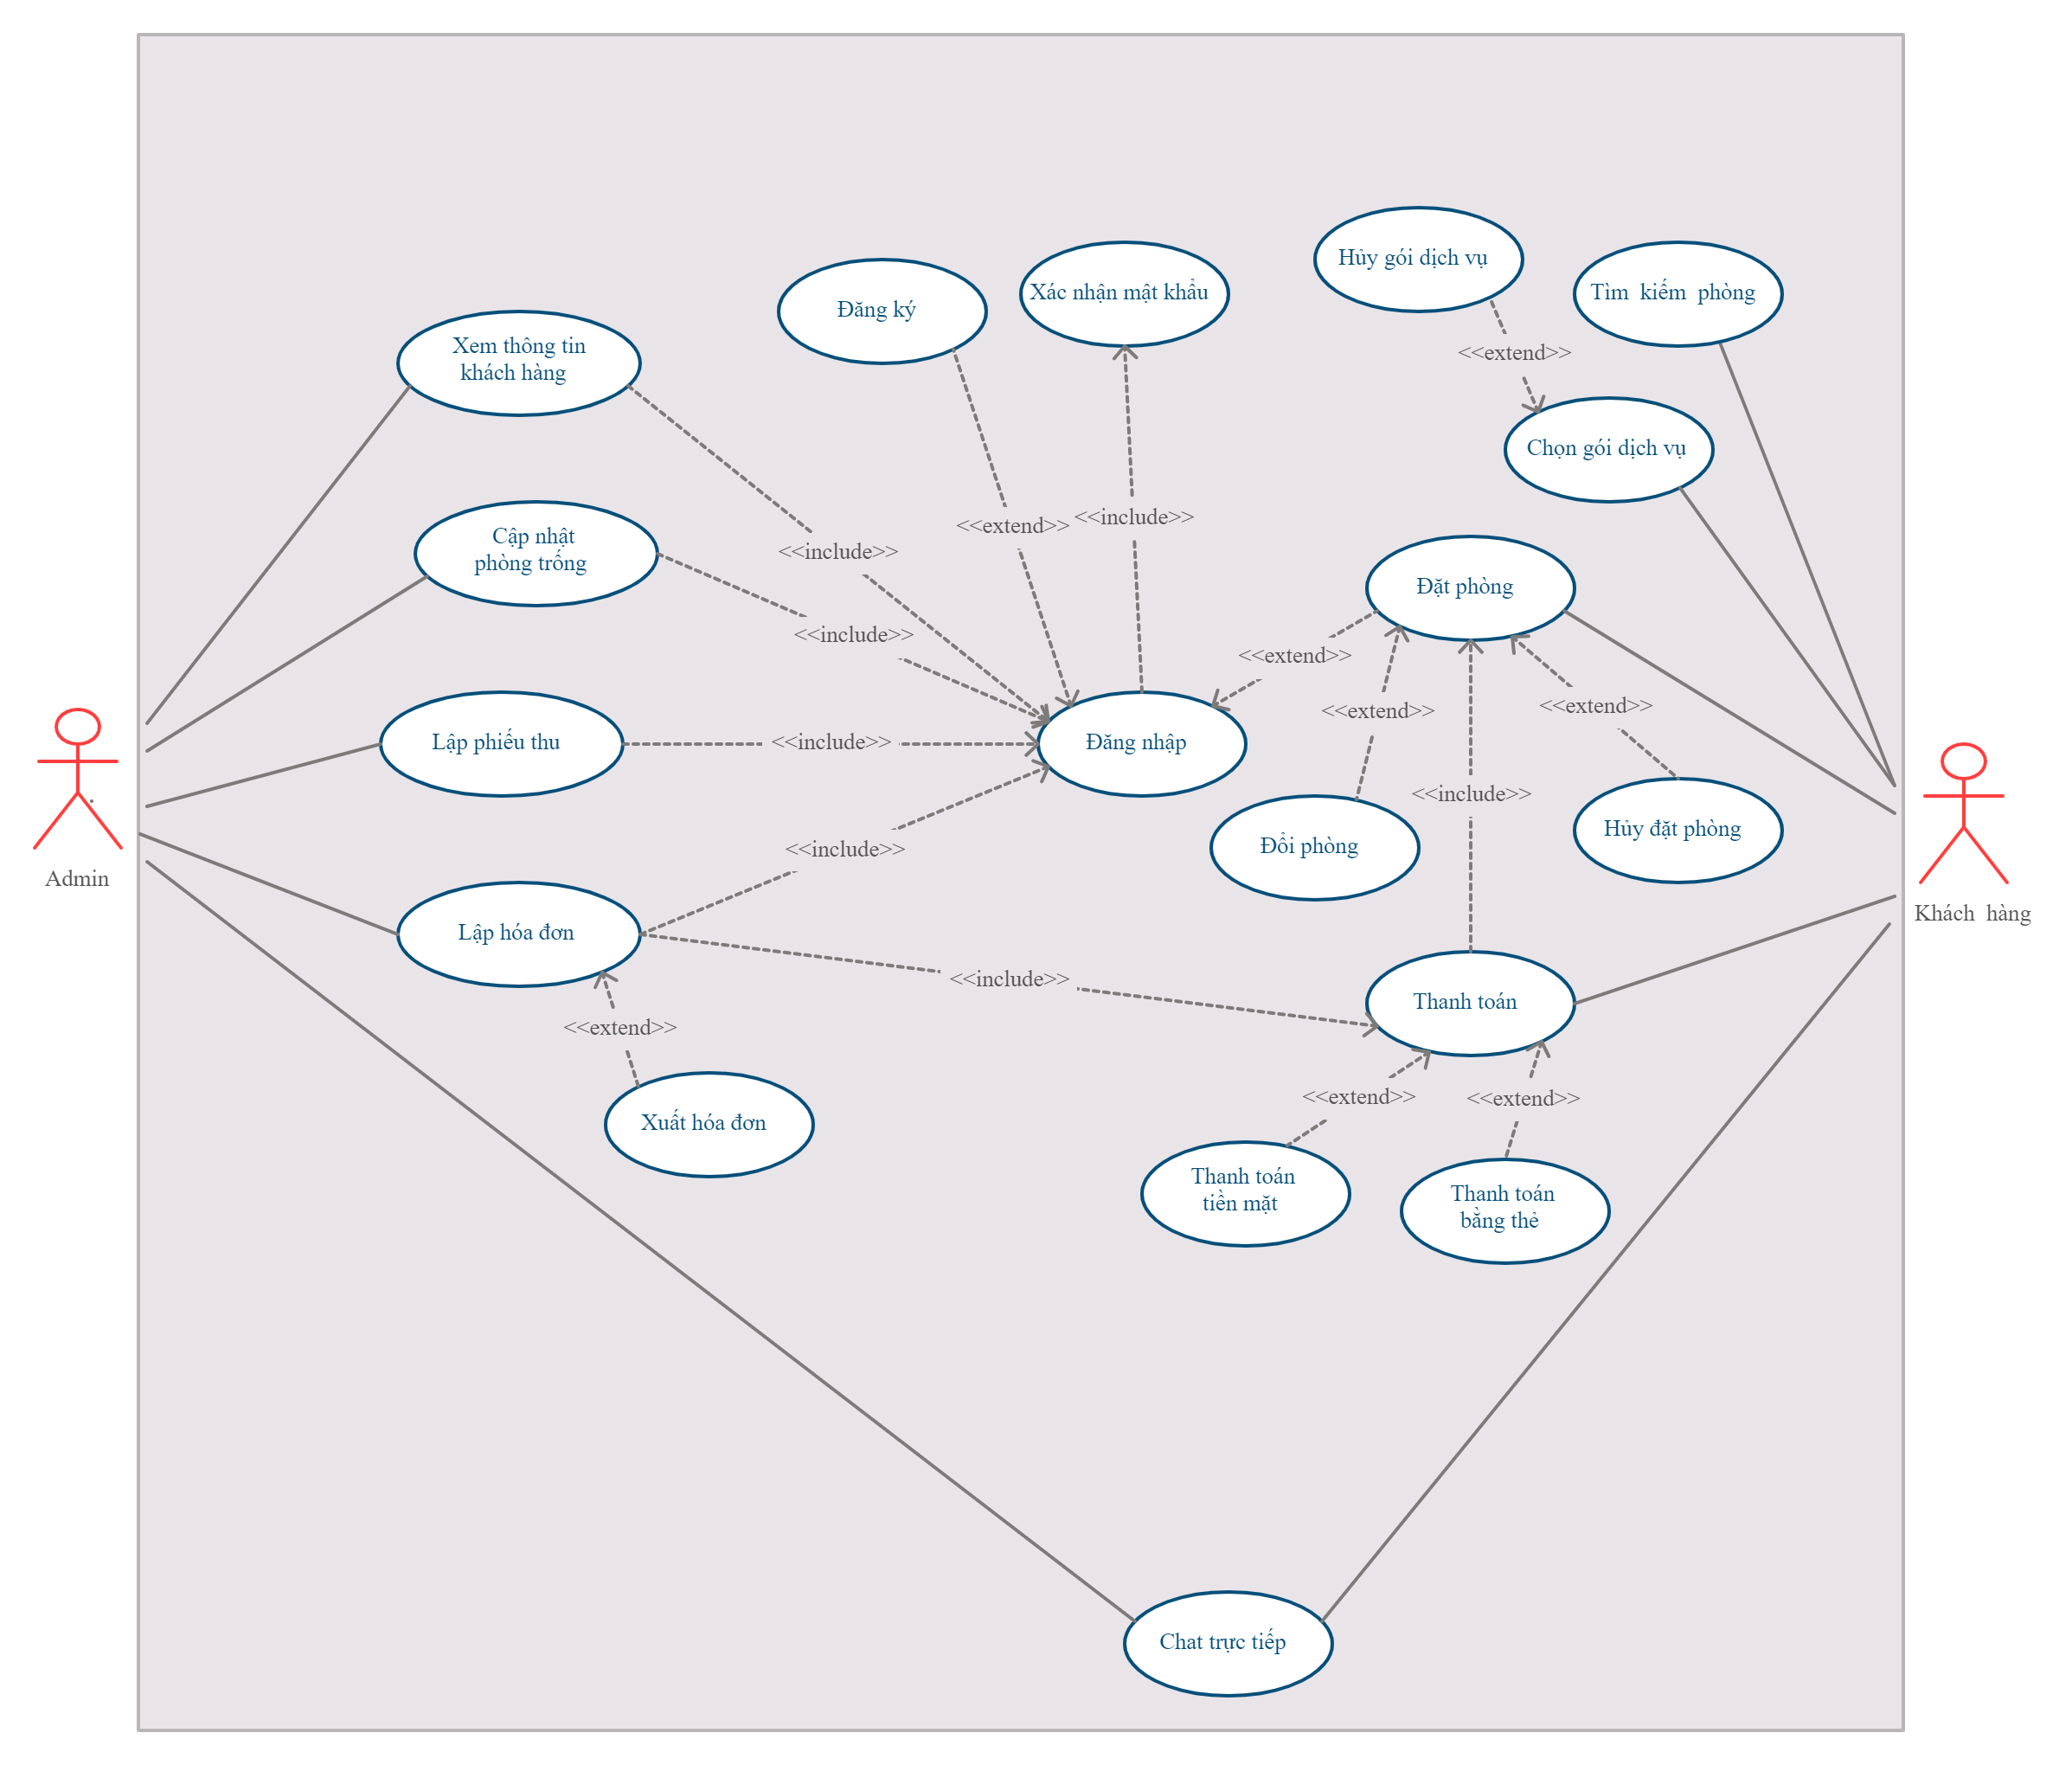 Hủy gói dịch vụ
Tìm kiếm phòng
Xác nhận mật khẩu
Đăng ký
Xem thông tin
khách hàng
<<extend>>
Chọn gói dịch vụ
<<extend>>
<<include>>
Cập nhật
phòng trống
<<include>>
Đặt phòng
<<include>>
<<extend>>
<<extend>>
<<extend>>
Lập phiếu thu
<<include>>
Đăng nhập
<<include>>
Hủy đặt phòng
Đổi phòng
<<include>>
Admin
Khách hàng
Lập hóa đơn
<<include>>
Thanh toán
<<extend>>
<<extend>>
<<extend>>
Xuất hóa đơn
Thanh toán
tiền mặt
Thanh toán
bằng thẻ
Chat trực tiếp